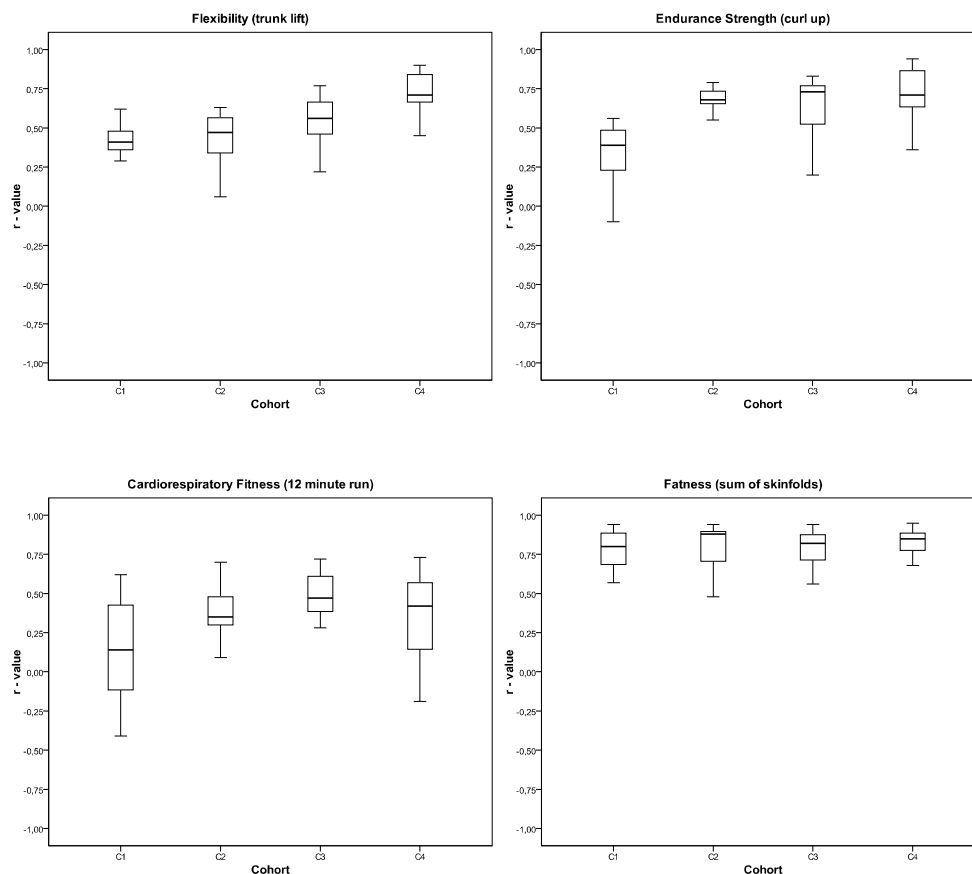 Flexibility (trunk lift)
r - value
1,00
0,75
0,50
0,25
0,00
-0,25
-0,50
-0,75
-1,00
C1 C2 C3 C4
Cohort
Endurance Strength (curl up)
r - value
1,00
0,75
0,50
0,25
0,00
-0,25
-0,50
-0,75
-1,00
C1 C2 C3 C4
Cohort
Cardiorespiratory Fitness (12 minute run)
r - value
1,00
0,75
0,50
0,25
0,00
-0,25
-0,50
-0,75
-1,00
C1 C2 C3 C4
Cohort
Fatness (sum of skinfolds)
r - value
1,00
0,75
0,50
0,25
0,00
-0,25
-0,50
-0,75
-1,00
C1 C2 C3 C4
Cohort